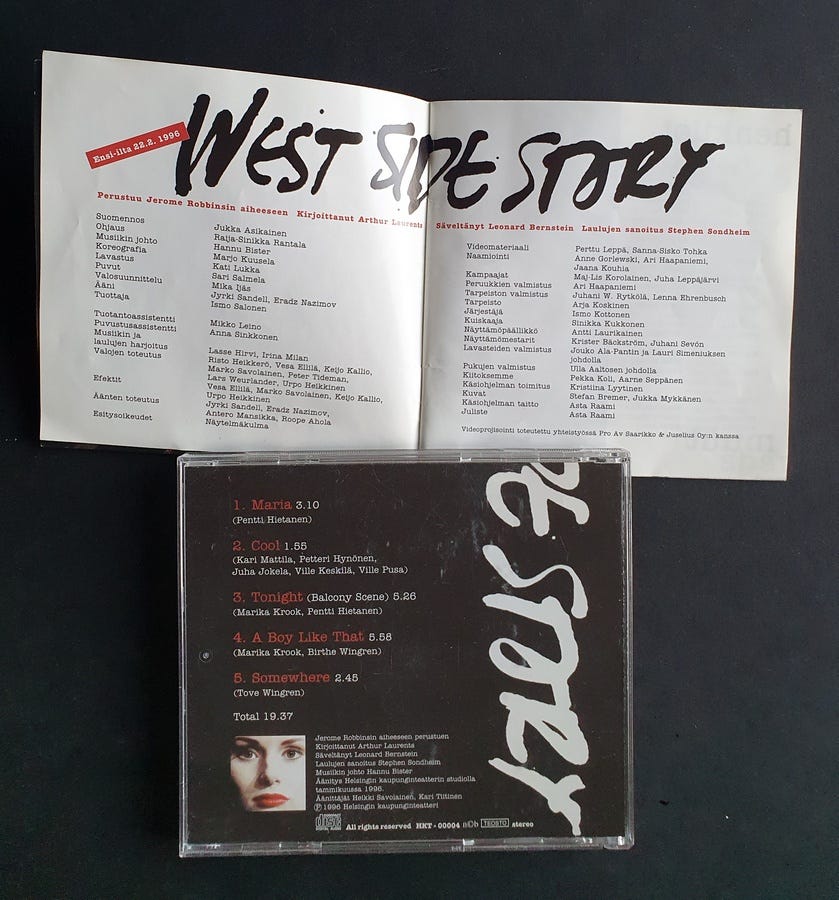 WEST SIDE STORY
Ensi-ilta 22.2. 1996
Perustuu Jerome Robbinsin aiheeseen Kirjoittanut Arthur Laurents
Suomennos Jukka Asikainen
Ohjaus Raija-Sinikka Rantala
Musiikin johto Hannu Bister
Koreografia Marjo Kuusela
Lavastus Kati Lukka
Puvut Sari Salmela
Valosuunnittelu Mika Ijäs
Ääni Jyrki Sandell, Eradz Nazimov
Tuottaja Ismo Salonen
Tuotantoassistentti Mikko Leino
Puvustusassistentti Anna Sinkkonen
Musiikin ja
laulujen harjoitus Lasse Hirvi, Irina Milan
Valojen toteutus Risto Heikkerö, Vesa Ellilä, Keijo Kallio,
Marko Savolainen, Peter Tideman,
Lars Weurlander, Urpo Heikkinen
Efektit Vesa Ellilä, Marko Savolainen, Keijo Kallio,
Urpo Heikkinen
Äänten toteutus Jyrki Sandell, Eradz Nazimov,
Antero Mansikka, Roope Ahola
Esitysoikeudet Näytelmäkulma
Säveltänyt Leonard Bernstein Laulujen sanoitus Stephen Sondheim
Videomateriaali Perttu Leppä, Sanna-Sisko Tohka
Naamiointi Anne Gorlewski, Ari Haapaniemi,
Jaana Kouhia
Kampaajat Maj-Lis Korolainen, Juha Leppäjärvi
Peruukkien valmistus Ari Haapaniemi
Tarpeiston valmistus Juhani W. Rytkölä, Lenna Ehrenbusch
Tarpeisto Arja Koskinen
Järjestäjä Ismo Kottonen
Kuiskaaja Sinikka Kukkonen
Näyttämöpäällikkö Antti Laurikainen
Näyttämömestarit Krister Bäckström, Juhani Sevón
Lavasteiden valmistus Jouko Ala-Pantin ja Lauri Simeniuksen
johdolla
Pukujen valmistus Ulla Aaltosen johdolla
Kiitoksemme Pekka Koli, Aarne Seppänen
Käsiohjelman toimitus Kristiina Lyytinen
Kuvat Stefan Bremer, Jukka Mykkänen
Käsiohjelman taitto Asta Raami
Juliste Asta Raami
Videoprojisointi toteutettu yhteistyössä Pro Av Saarikko & Juselius Oy:n kanssa
1. Maria 3.10
(Pentti Hietanen)
2. Cool 1.55
(Kari Mattila, Petteri Hynönen,
Juha Jokela, Ville Keskilä, Ville Pusa)
3. Tonight (Balcony Scene) 5.26
(Marika Krook, Pentti Hietanen)
4. A Boy Like That 5.58
(Marika Krook, Birthe Wingren)
5. Somewhere 2.45
(Tove Wingren)
Total 19.37
Jerome Robbinsin aiheeseen perustuen
Kirjoittanut Arthur Laurents
Säveltänyt Leonard Bernstein
Laulujen sanoitus Stephen Sondheim
Musiikin johto Hannu Bister
Äänitys Helsingin kaupunginteatterin studiolla
tammikuussa 1996.
Äänittäjät Heikki Savolainen, Kari Tiitinen
℗ 1996 Helsingin kaupunginteatteri
COMPACT disc DIGITAL AUDIO All rights reserved HKT - 00004 n©b TEOSTO stereo